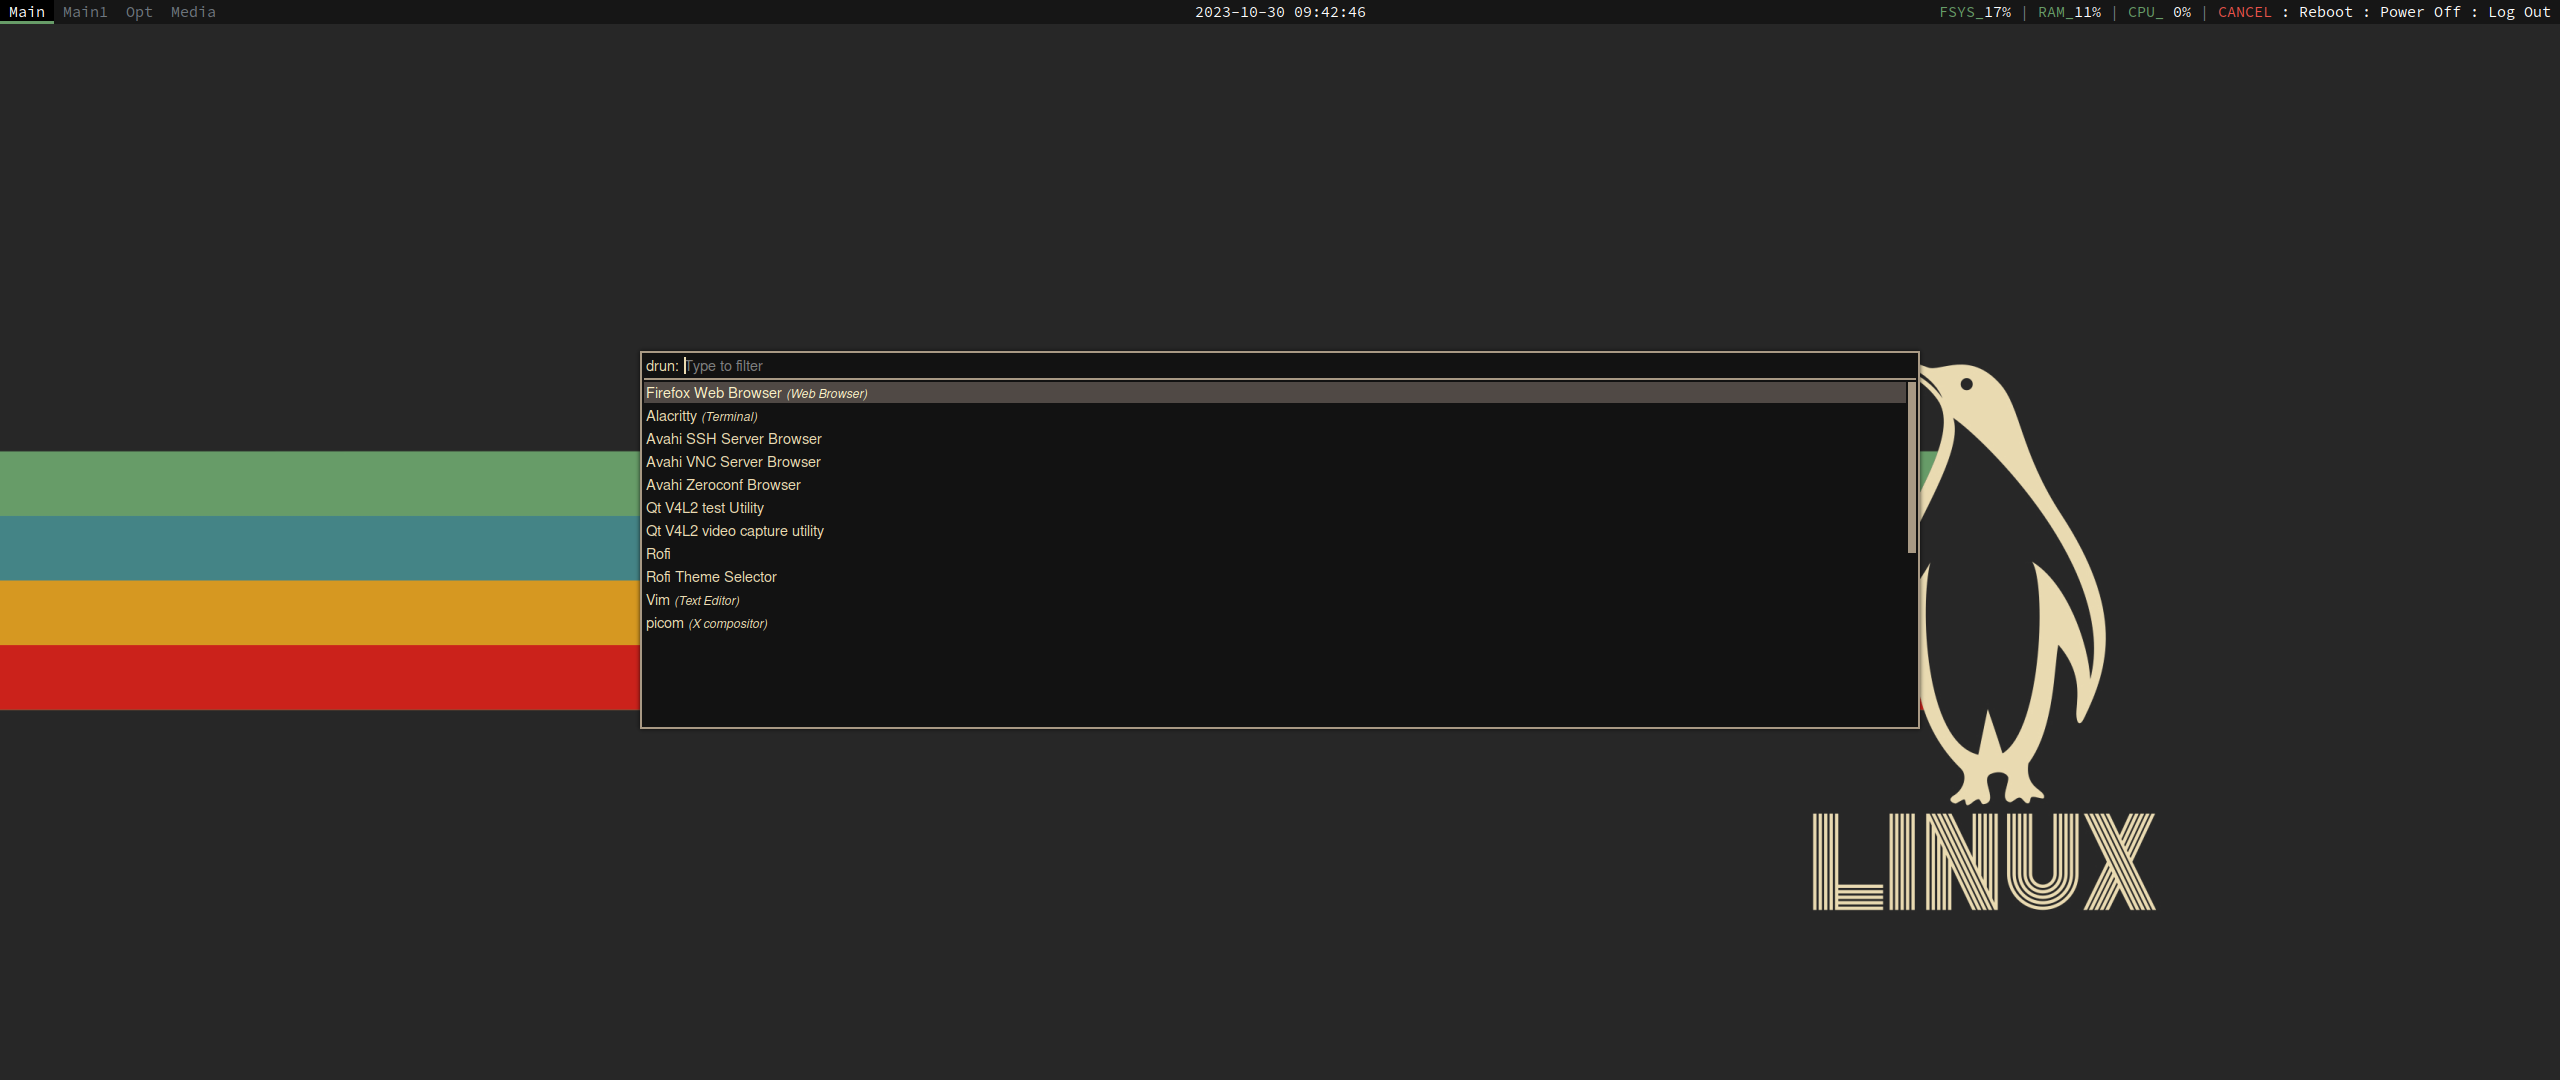 Main Main1 Opt Media 2023-10-30 09:42:46 FSYS_17% | RAM_11% | CPU_ 0% | CANCEL : Reboot : Power Off : Log Out
drun: Type to filter
Firefox Web Browser (Web Browser)
Alacritty (Terminal)
Avahi SSH Server Browser
Avahi VNC Server Browser
Avahi Zeroconf Browser
Qt V4L2 test Utility
Qt V4L2 video capture utility
Rofi
Rofi Theme Selector
Vim (Text Editor)
picom (X compositor)
LINUX